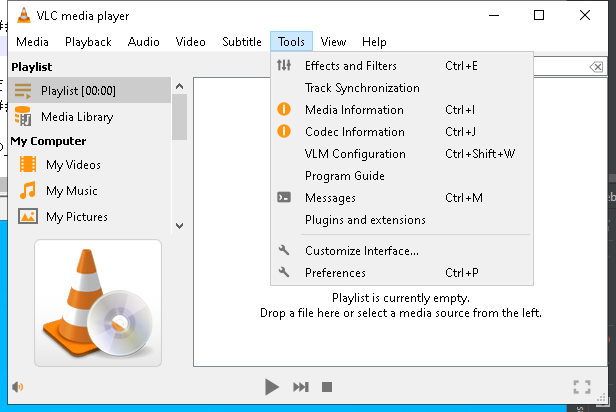 VLC media player
Media Playback Audio Video Subtitle Tools View Help
Playlist
Playlist [00:00]
Media Library
My Computer
My Videos
My Music
My Pictures
Effects and Filters Ctrl+E
Track Synchronization
Media Information Ctrl+I
Codec Information Ctrl+J
VLM Configuration Ctrl+Shift+W
Program Guide
Messages Ctrl+M
Plugins and extensions
Customize Interface...
Preferences Ctrl+P
Playlist is currently empty.
Drop a file here or select a media source from the left.